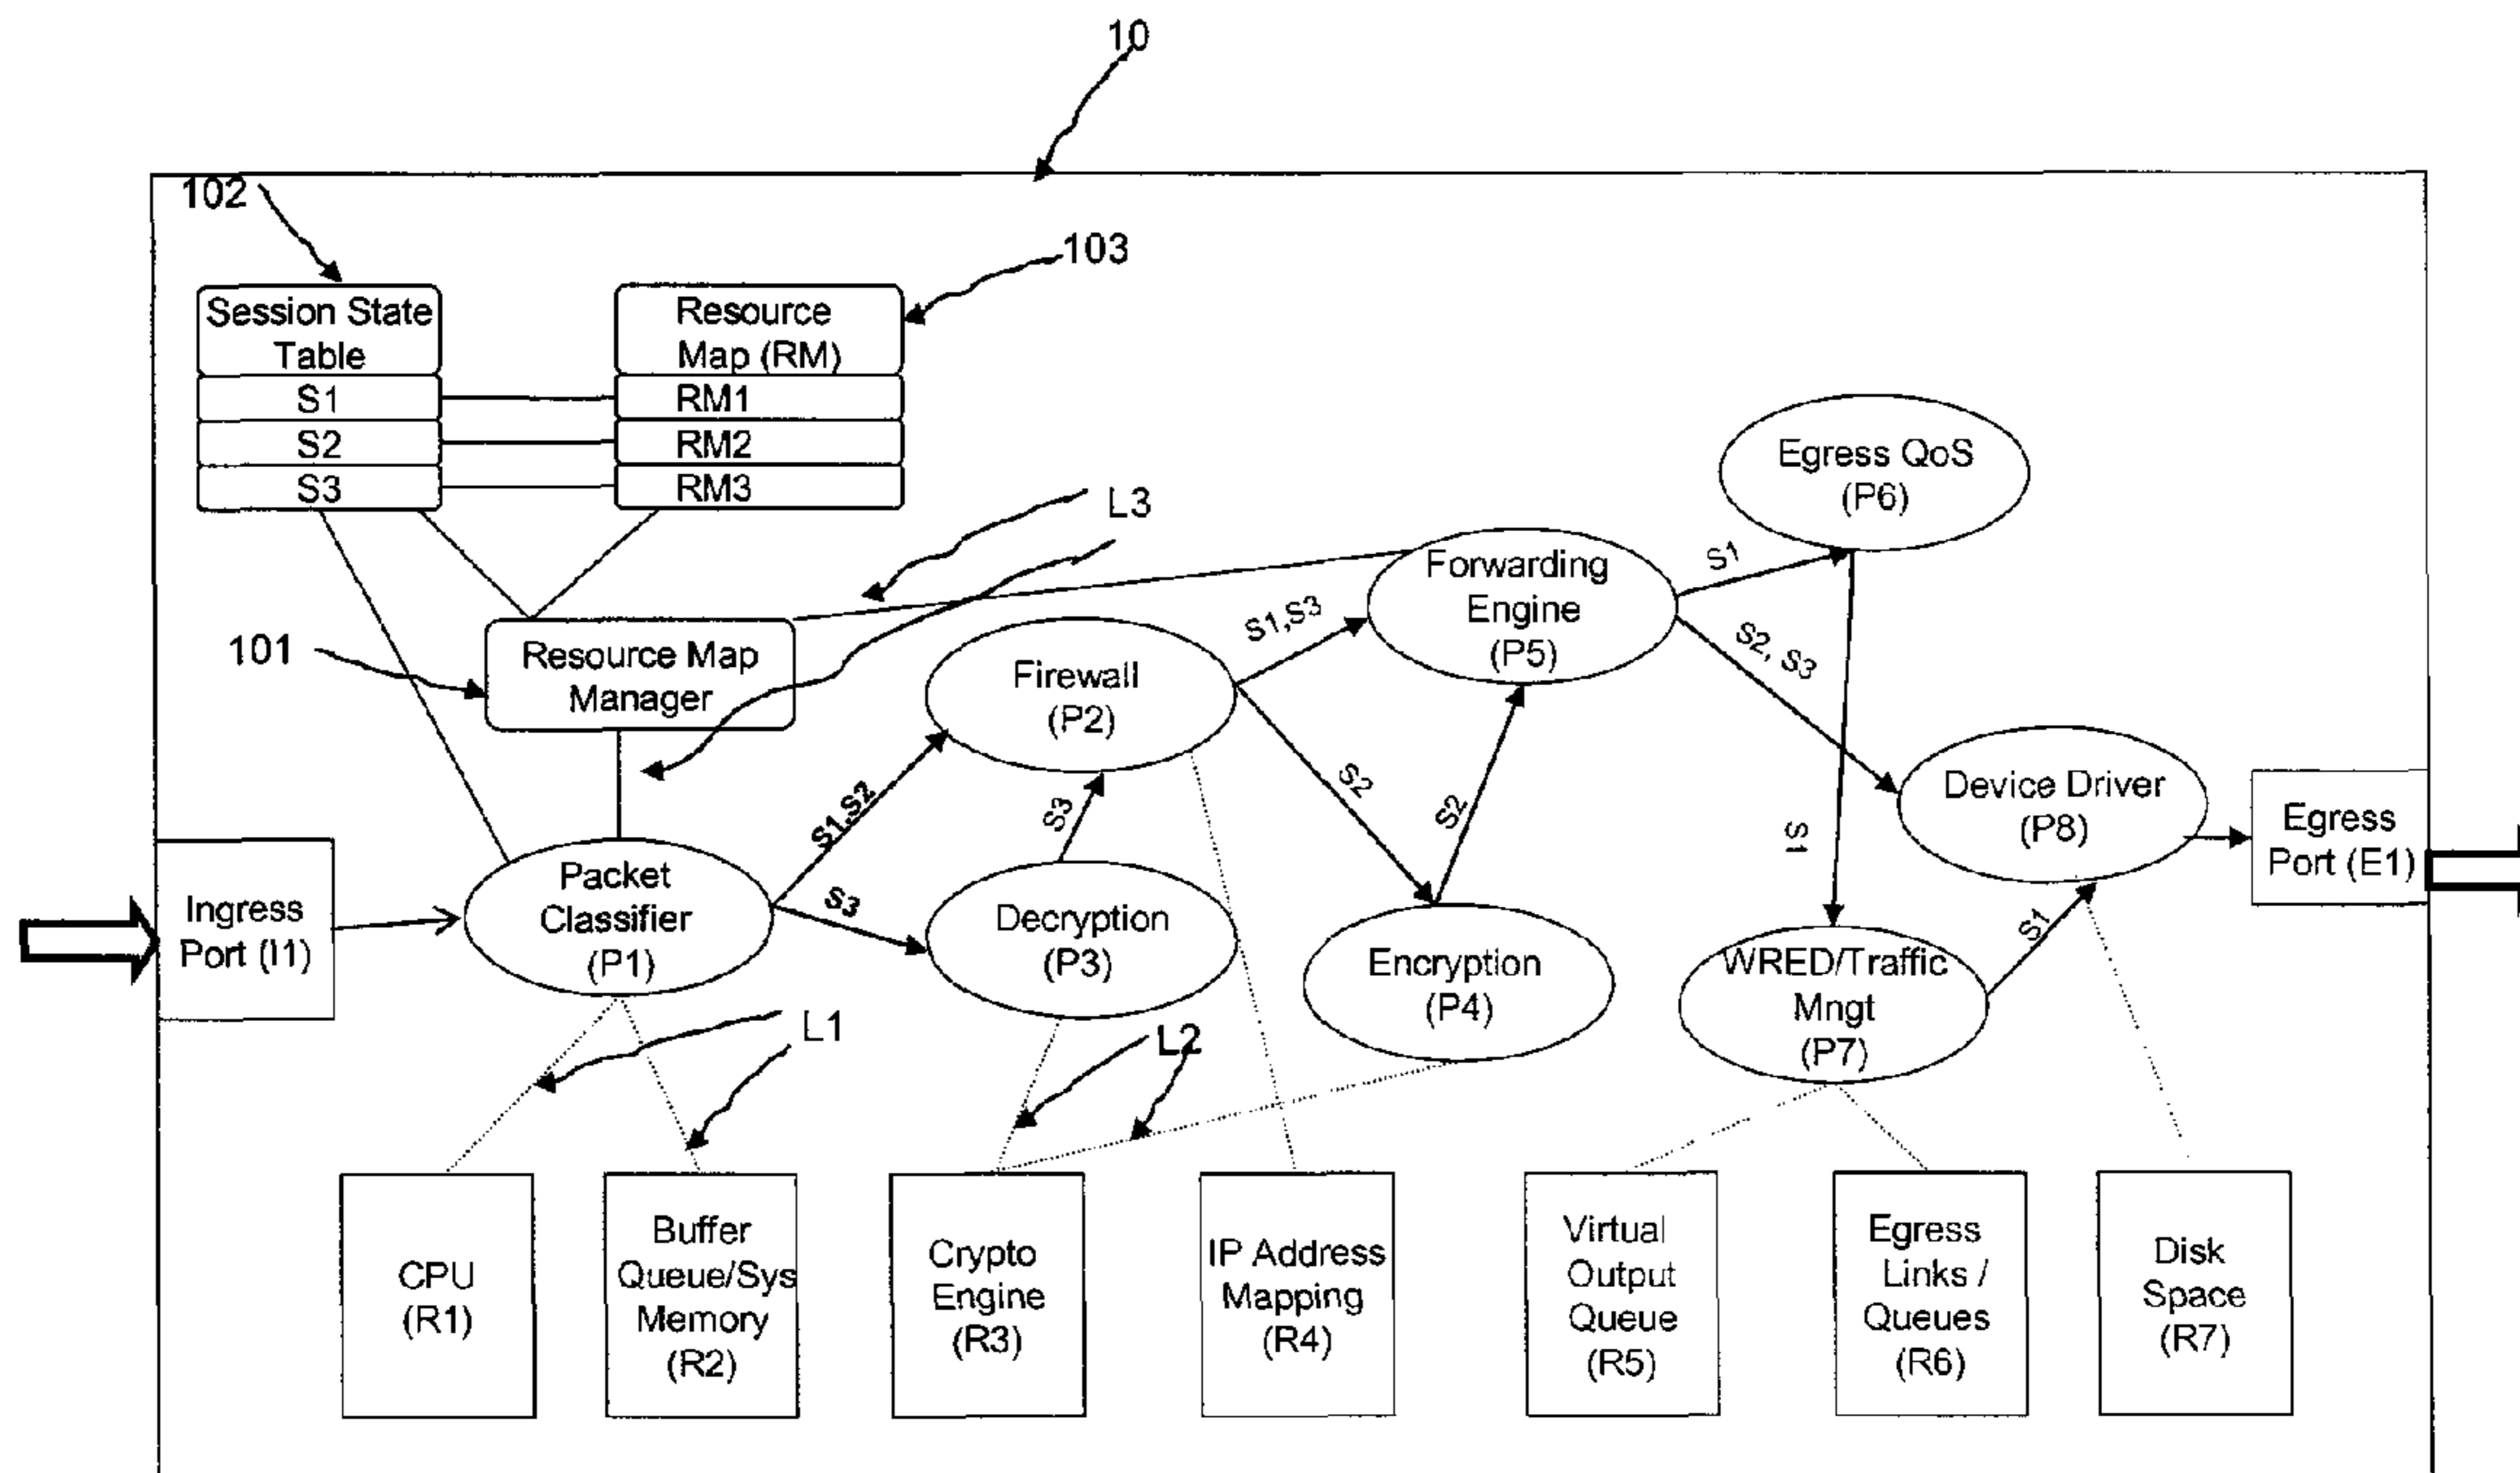 10
102
103
Session State
Table
S1
S2
S3
Resource
Map (RM)
RM1
RM2
RM3
L3
101
Resource Map
Manager
Egress QoS
(P6)
Forwarding
Engine
(P5)
S1
S1,S3
S2, S3
Firewall
(P2)
S1,S2
S3
S2
S2
S1
Device Driver
(P8)
Egress
Port (E1)
Ingress
Port (I1)
Packet
Classifier
(P1)
S3
Decryption
(P3)
Encryption
(P4)
WRED/Traffic
Mngt
(P7)
S1
L1
L2
CPU
(R1)
Buffer
Queue/Sys
Memory
(R2)
Crypto
Engine
(R3)
IP Address
Mapping
(R4)
Virtual
Output
Queue
(R5)
Egress
Links /
Queues
(R6)
Disk
Space
(R7)